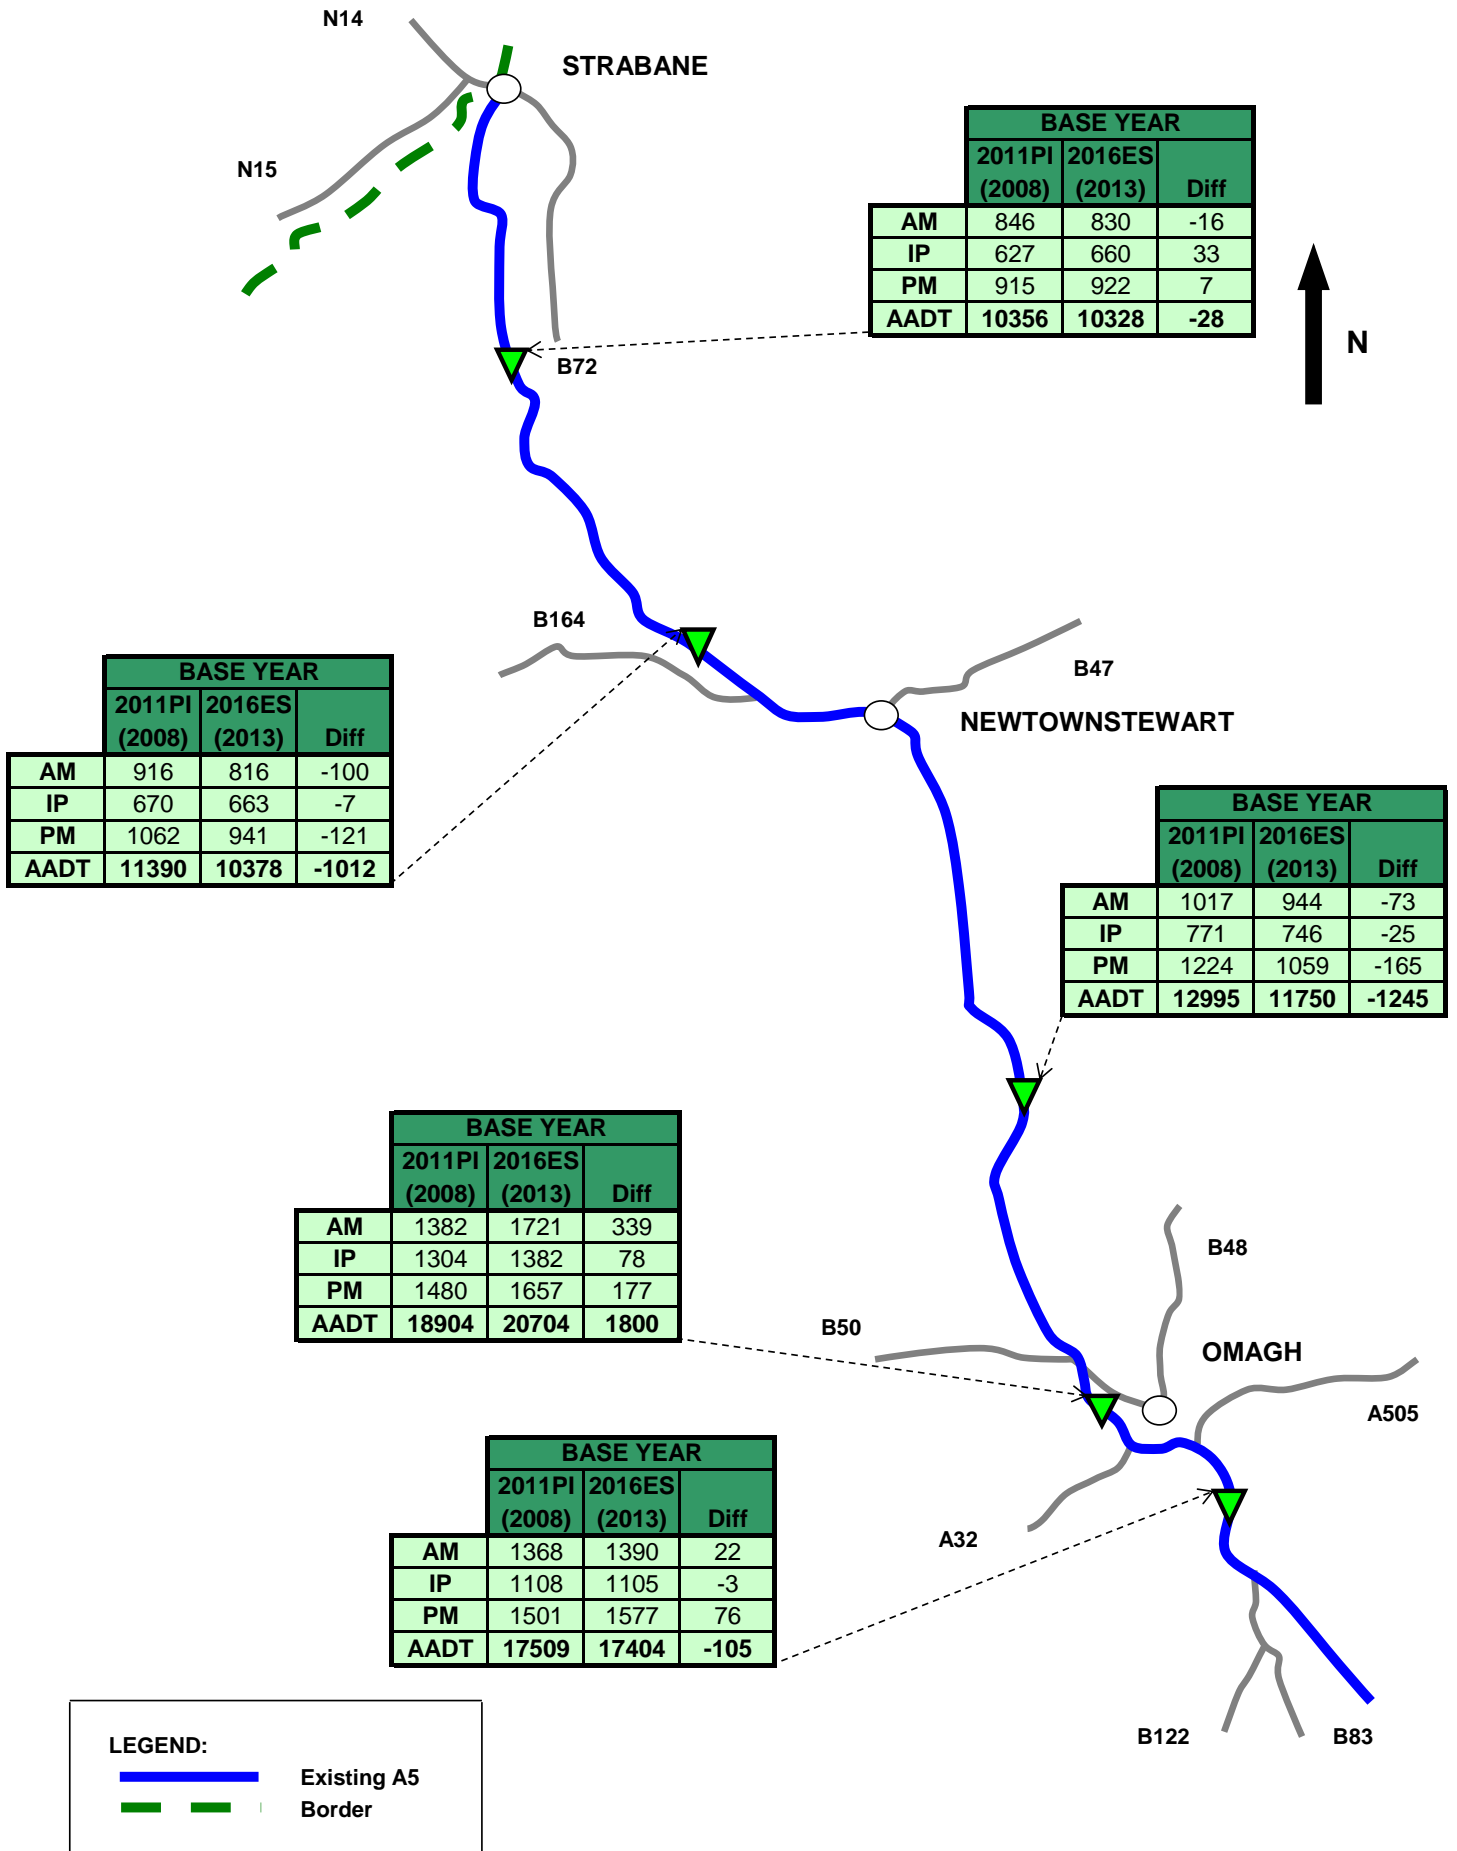 N14
STRABANE
N15
BASE YEAR
2011PI 2016ES
(2008) (2013) Diff
AM 846 830 -16
IP 627 660 33
PM 915 922 7
AADT 10356 10328 -28
N
B72
B164
B47
NEWTOWNSTEWART
BASE YEAR
2011PI 2016ES
(2008) (2013) Diff
AM 916 816 -100
IP 670 663 -7
PM 1062 941 -121
AADT 11390 10378 -1012
BASE YEAR
2011PI 2016ES
(2008) (2013) Diff
AM 1017 944 -73
IP 771 746 -25
PM 1224 1059 -165
AADT 12995 11750 -1245
BASE YEAR
2011PI 2016ES
(2008) (2013) Diff
AM 1382 1721 339
IP 1304 1382 78
PM 1480 1657 177
AADT 18904 20704 1800
B48
B50
OMAGH
A505
BASE YEAR
2011PI 2016ES
(2008) (2013) Diff
AM 1368 1390 22
IP 1108 1105 -3
PM 1501 1577 76
AADT 17509 17404 -105
A32
B122
B83
LEGEND:
Existing A5
Border